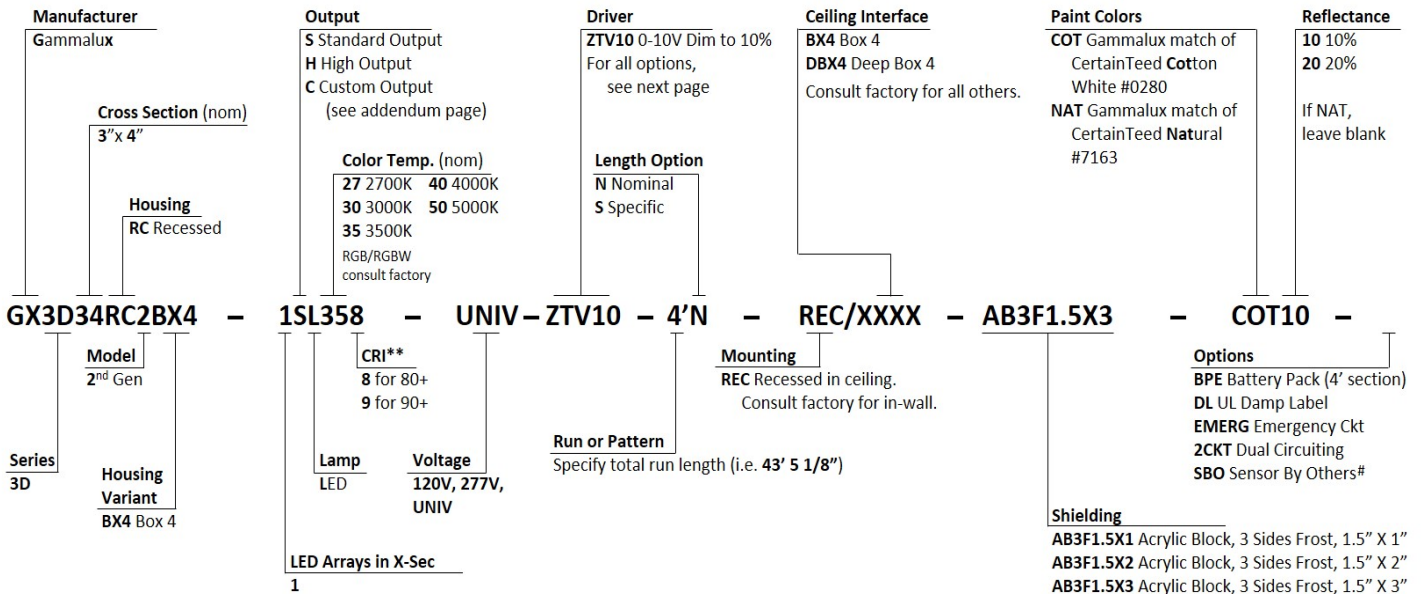 Manufacturer
Gammalux
Cross Section (nom)
3”x 4”
Housing
RC Recessed
Output
S Standard Output
H High Output
C Custom Output
(see addendum page)
Color Temp. (nom)
27 2700K 40 4000K
30 3000K 50 5000K
35 3500K
RGB/RGBW
consult factory
Driver
ZTV10 0-10V Dim to 10%
For all options,
see next page
Length Option
N Nominal
S Specific
Ceiling Interface
BX4 Box 4
DBX4 Deep Box 4
Consult factory for all others.
Paint Colors
COT Gammalux match of
CertainTeed Cotton
White #0280
NAT Gammalux match of
CertainTeed Natural
#7163
Reflectance
10 10%
20 20%
If NAT,
leave blank
GX3D34RC2BX4 – 1SL358 – UNIV – ZTV10 – 4’N – REC/XXXX – AB3F1.5X3 – COT10 –
Model
2nd Gen
Series
3D
Housing
Variant
BX4 Box 4
CRI**
8 for 80+
9 for 90+
Lamp
LED
Voltage
120V, 277V,
UNIV
LED Arrays in X-Sec
1
Run or Pattern
Specify total run length (i.e. 43’ 5 1/8”)
Mounting
REC Recessed in ceiling.
Consult factory for in-wall.
Options
BPE Battery Pack (4’ section)
DL UL Damp Label
EMERG Emergency Ckt
2CKT Dual Circuiting
SBO Sensor By Others#
Shielding
AB3F1.5X1 Acrylic Block, 3 Sides Frost, 1.5” X 1”
AB3F1.5X2 Acrylic Block, 3 Sides Frost, 1.5” X 2”
AB3F1.5X3 Acrylic Block, 3 Sides Frost, 1.5” X 3”